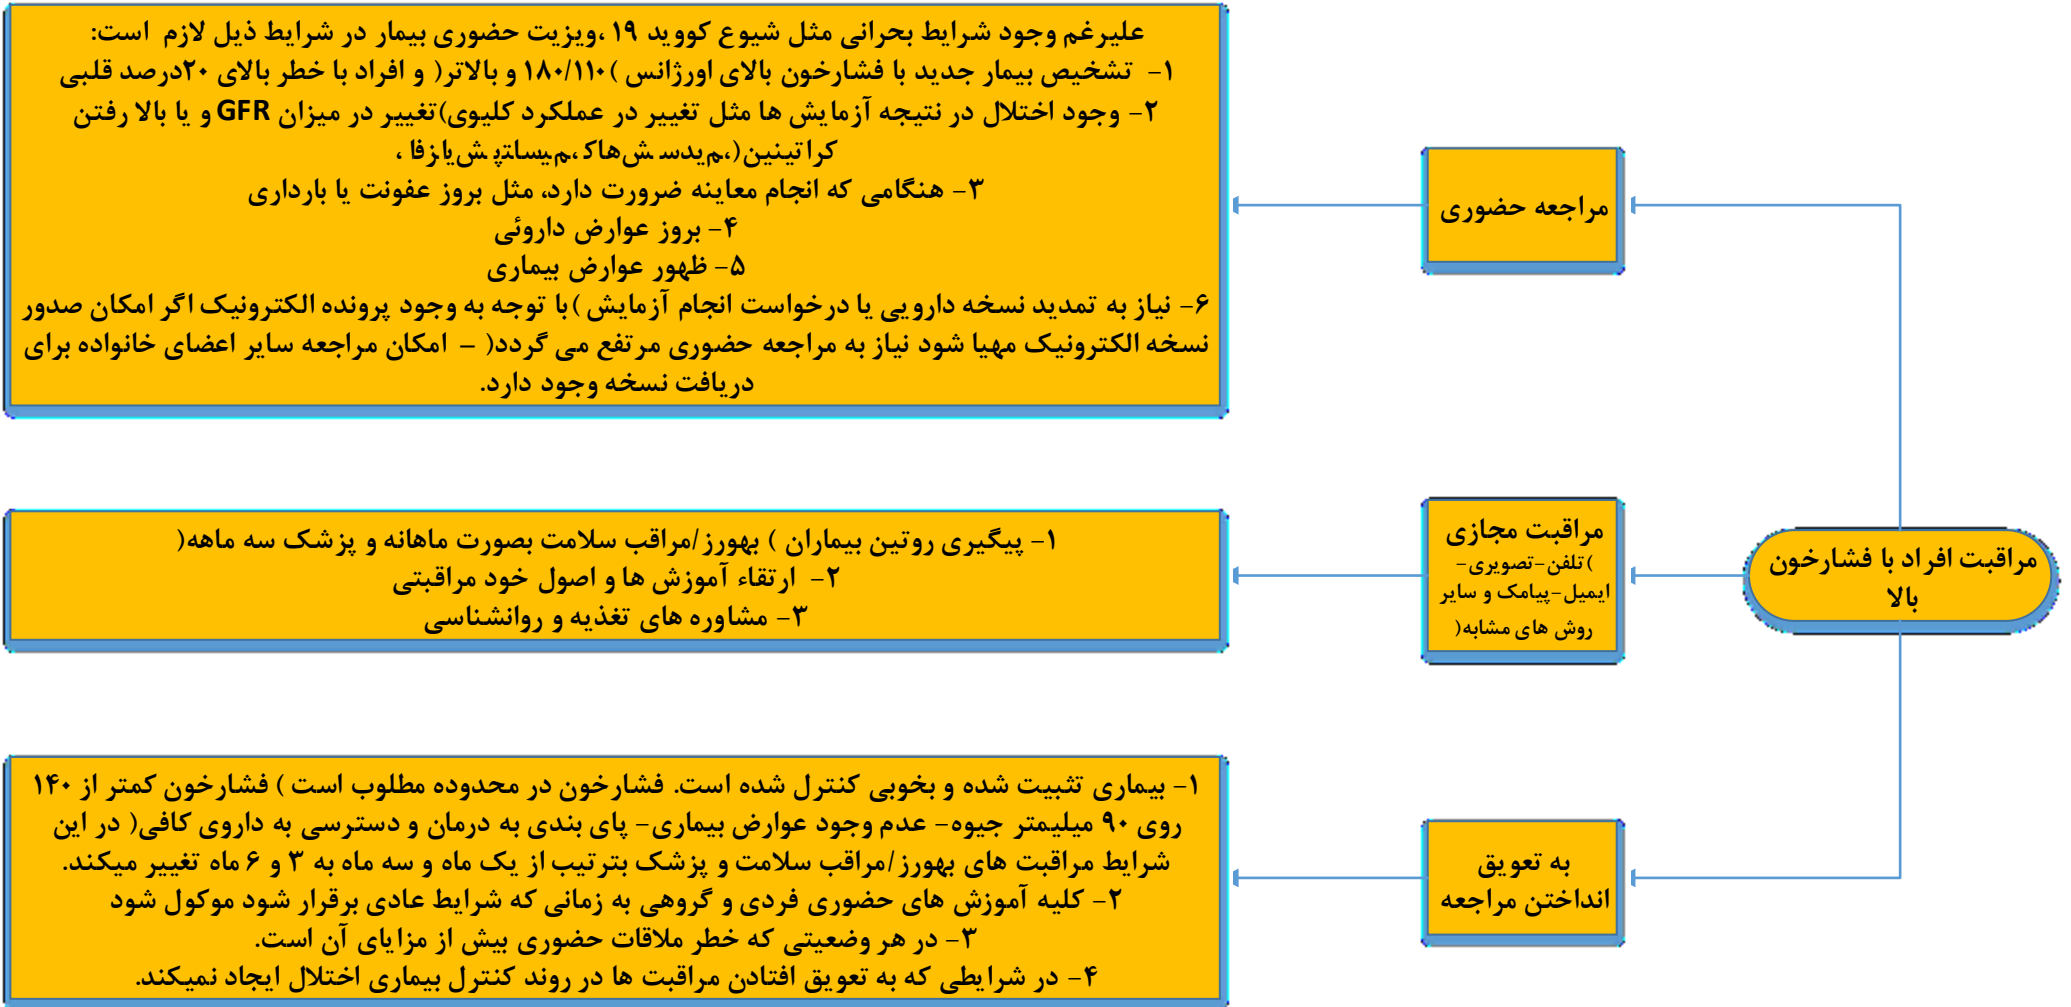 مراقبت افراد با فشارخون
بالا
مراجعه حضوری
علیرغم وجود شرایط بحرانی مثل شیوع کووید ۱۹ ،ویزیت حضوری بیمار در شرایط ذیل لازم است:
۱- تشخیص بیمار جدید با فشارخون بالای اورژانس (۱۸۰/۱۱۰ و بالاتر) و افراد با خطر بالای ۲۰درصد قلبی
۲- وجود اختلال در نتیجه آزمایش ها مثل تغییر در عملکرد کلیوی(تغییر در میزان GFR و یا بالا رفتن
کراتینین)،میدسشهاک،میساتپشیازفا ،
۳- هنگامی که انجام معاینه ضرورت دارد، مثل بروز عفونت یا بارداری
۴- بروز عوارض داروئی
۵- ظهور عوارض بیماری
۶- نیاز به تمدید نسخه دارویی یا درخواست انجام آزمایش (با توجه به وجود پرونده الکترونیک اگر امکان صدور
نسخه الکترونیک مهیا شود نیاز به مراجعه حضوری مرتفع می گردد) – امکان مراجعه سایر اعضای خانواده برای
دریافت نسخه وجود دارد.
مراقبت مجازی
(تلفن-تصویری-
ایمیل-پیامک و سایر
روش های مشابه)
۱- پیگیری روتین بیماران ( بهورز/مراقب سلامت بصورت ماهانه و پزشک سه ماهه)
۲- ارتقاء آموزش ها و اصول خود مراقبتی
۳- مشاوره های تغذیه و روانشناسی
به تعویق
انداختن مراجعه
۱- بیماری تثبیت شده و بخوبی کنترل شده است. فشارخون در محدوده مطلوب است ( فشارخون کمتر از ۱۴۰
روی ۹۰ میلیمتر جیوه- عدم وجود عوارض بیماری- پای بندی به درمان و دسترسی به داروی کافی) در این
شرایط مراقبت های بهورز/مراقب سلامت و پزشک بترتیب از یک ماه و سه ماه به ۳ و ۶ ماه تغییر میکند.
۲- کلیه آموزش های حضوری فردی و گروهی به زمانی که شرایط عادی برقرار شود موکول شود
۳- در هر وضعیتی که خطر ملاقات حضوری بیش از مزایای آن است.
۴- در شرایطی که به تعویق افتادن مراقبت ها در روند کنترل بیماری اختلال ایجاد نمیکند.